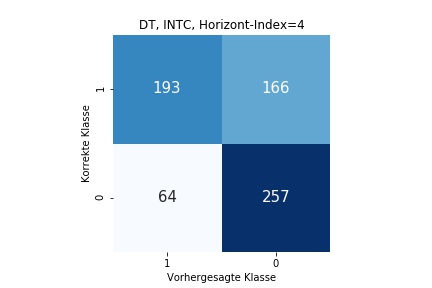 DT, INTC, Horizont-Index=4
Korrekte Klasse
1
193
166
0
64
257
1
0
Vorhergesagte Klasse